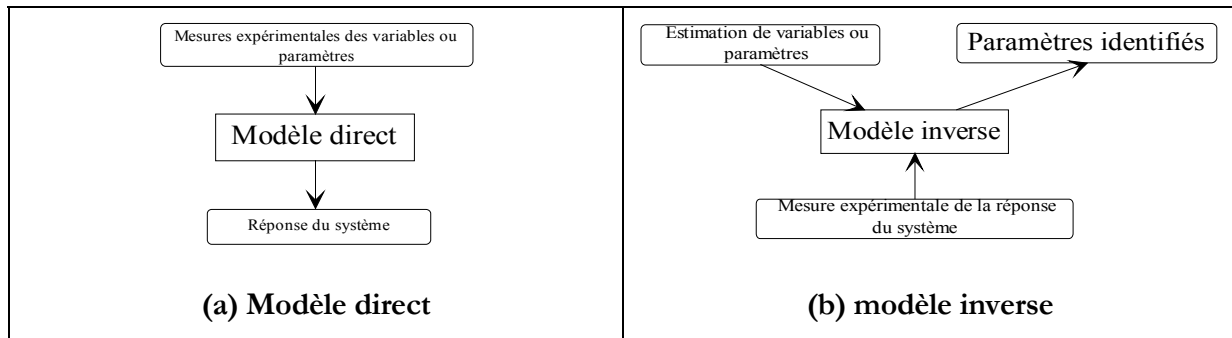 Mesures expérimentales des variables ou
paramètres
Modèle direct
Réponse du système
(a) Modèle direct
Estimation de variables ou
paramètres
Paramètres identifiés
Modèle inverse
Mesure expérimentale de la réponse
du système
(b) modèle inverse